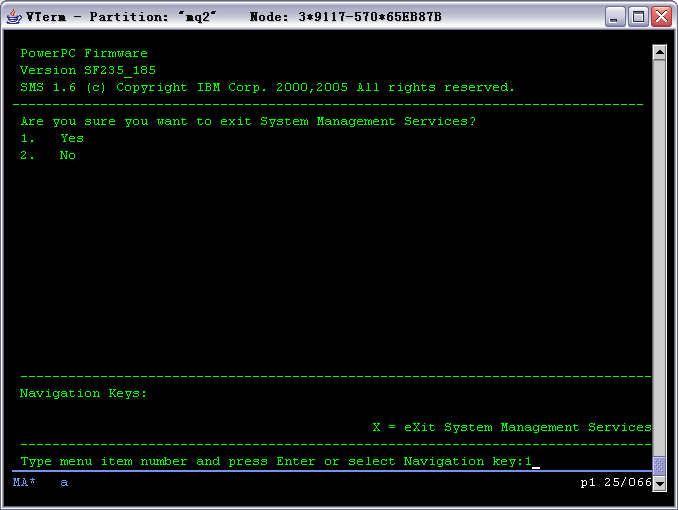 VTerm - Partition: "mq2"    Node: 3*9117-570*65EB87B
PowerPC Firmware
Version SF235_185
SMS 1.6 (c) Copyright IBM Corp. 2000,2005 All rights reserved.
Are you sure you want to exit System Management Services?
1.   Yes
2.   No
Navigation Keys:
X = eXit System Management Services
Type menu item number and press Enter or select Navigation key:1
MA*   a   p1 25/066